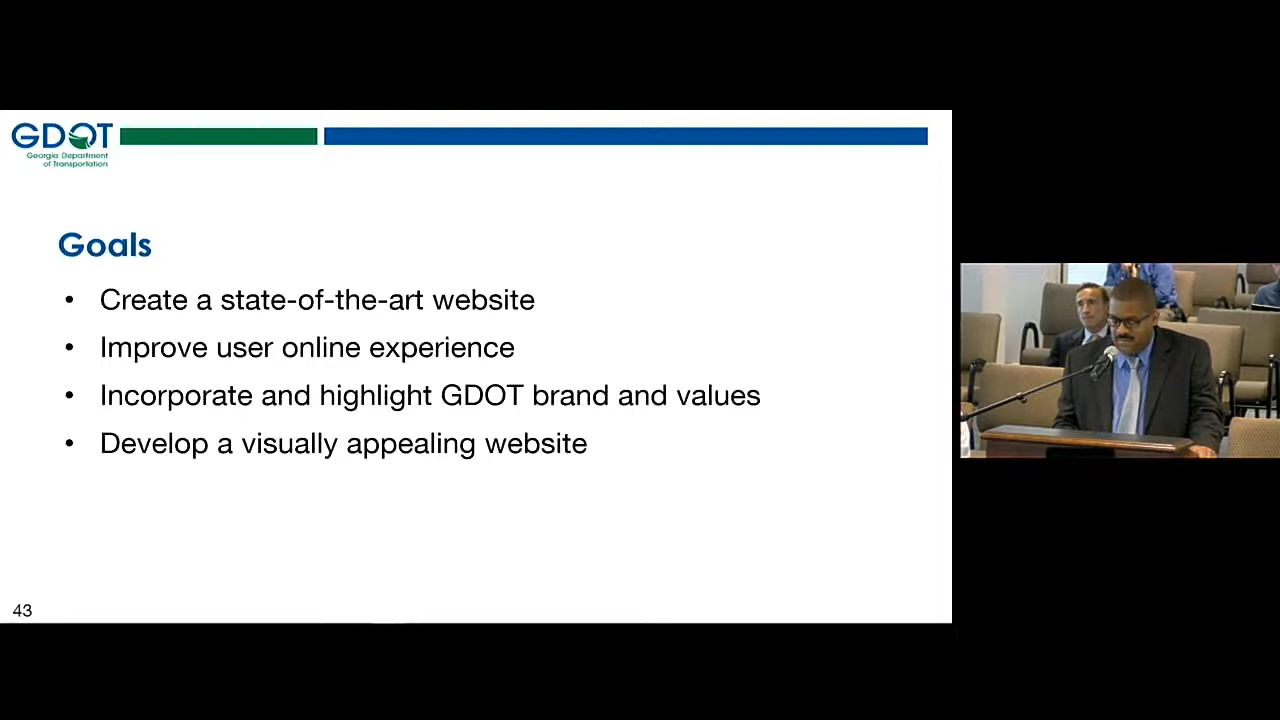 GDOT
Georgia Department
of Transportation
Goals
• Create a state-of-the-art website
• Improve user online experience
• Incorporate and highlight GDOT brand and values
• Develop a visually appealing website
43